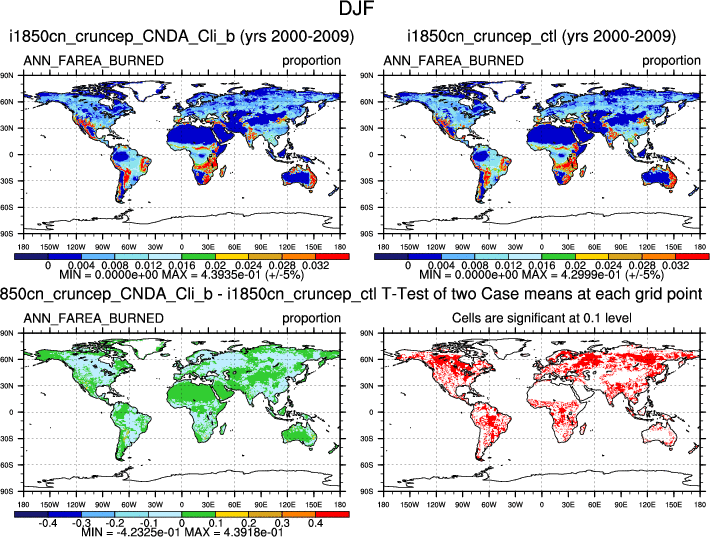 DJF
i1850cn_cruncep_CNDA_Cli_b (yrs 2000-2009)
ANN_FAREA_BURNED proportion
90N
60N
30N
0
30S
60S
90S
180 150W 120W 90W 60W 30W 0 30E 60E 90E 120E 150E 180
0 0.004 0.008 0.012 0.016 0.02 0.024 0.028 0.032
MIN = 0.0000e+00 MAX = 4.3935e-01 (+/-5%)
i1850cn_cruncep_ctl (yrs 2000-2009)
ANN_FAREA_BURNED proportion
90N
60N
30N
0
30S
60S
90S
180 150W 120W 90W 60W 30W 0 30E 60E 90E 120E 150E 180
0 0.004 0.008 0.012 0.016 0.02 0.024 0.028 0.032
MIN = 0.0000e+00 MAX = 4.2999e-01 (+/-5%)
850cn_cruncep_CNDA_Cli_b - i1850cn_cruncep_ctl
ANN_FAREA_BURNED proportion
90N
60N
30N
0
30S
60S
90S
180 150W 120W 90W 60W 30W 0 30E 60E 90E 120E 150E 180
-0.4 -0.3 -0.2 -0.1 0 0.1 0.2 0.3 0.4
MIN = -4.2325e-01 MAX = 4.3918e-01
T-Test of two Case means at each grid point
Cells are significant at 0.1 level
90N
60N
30N
0
30S
60S
90S
180 150W 120W 90W 60W 30W 0 30E 60E 90E 120E 150E 180